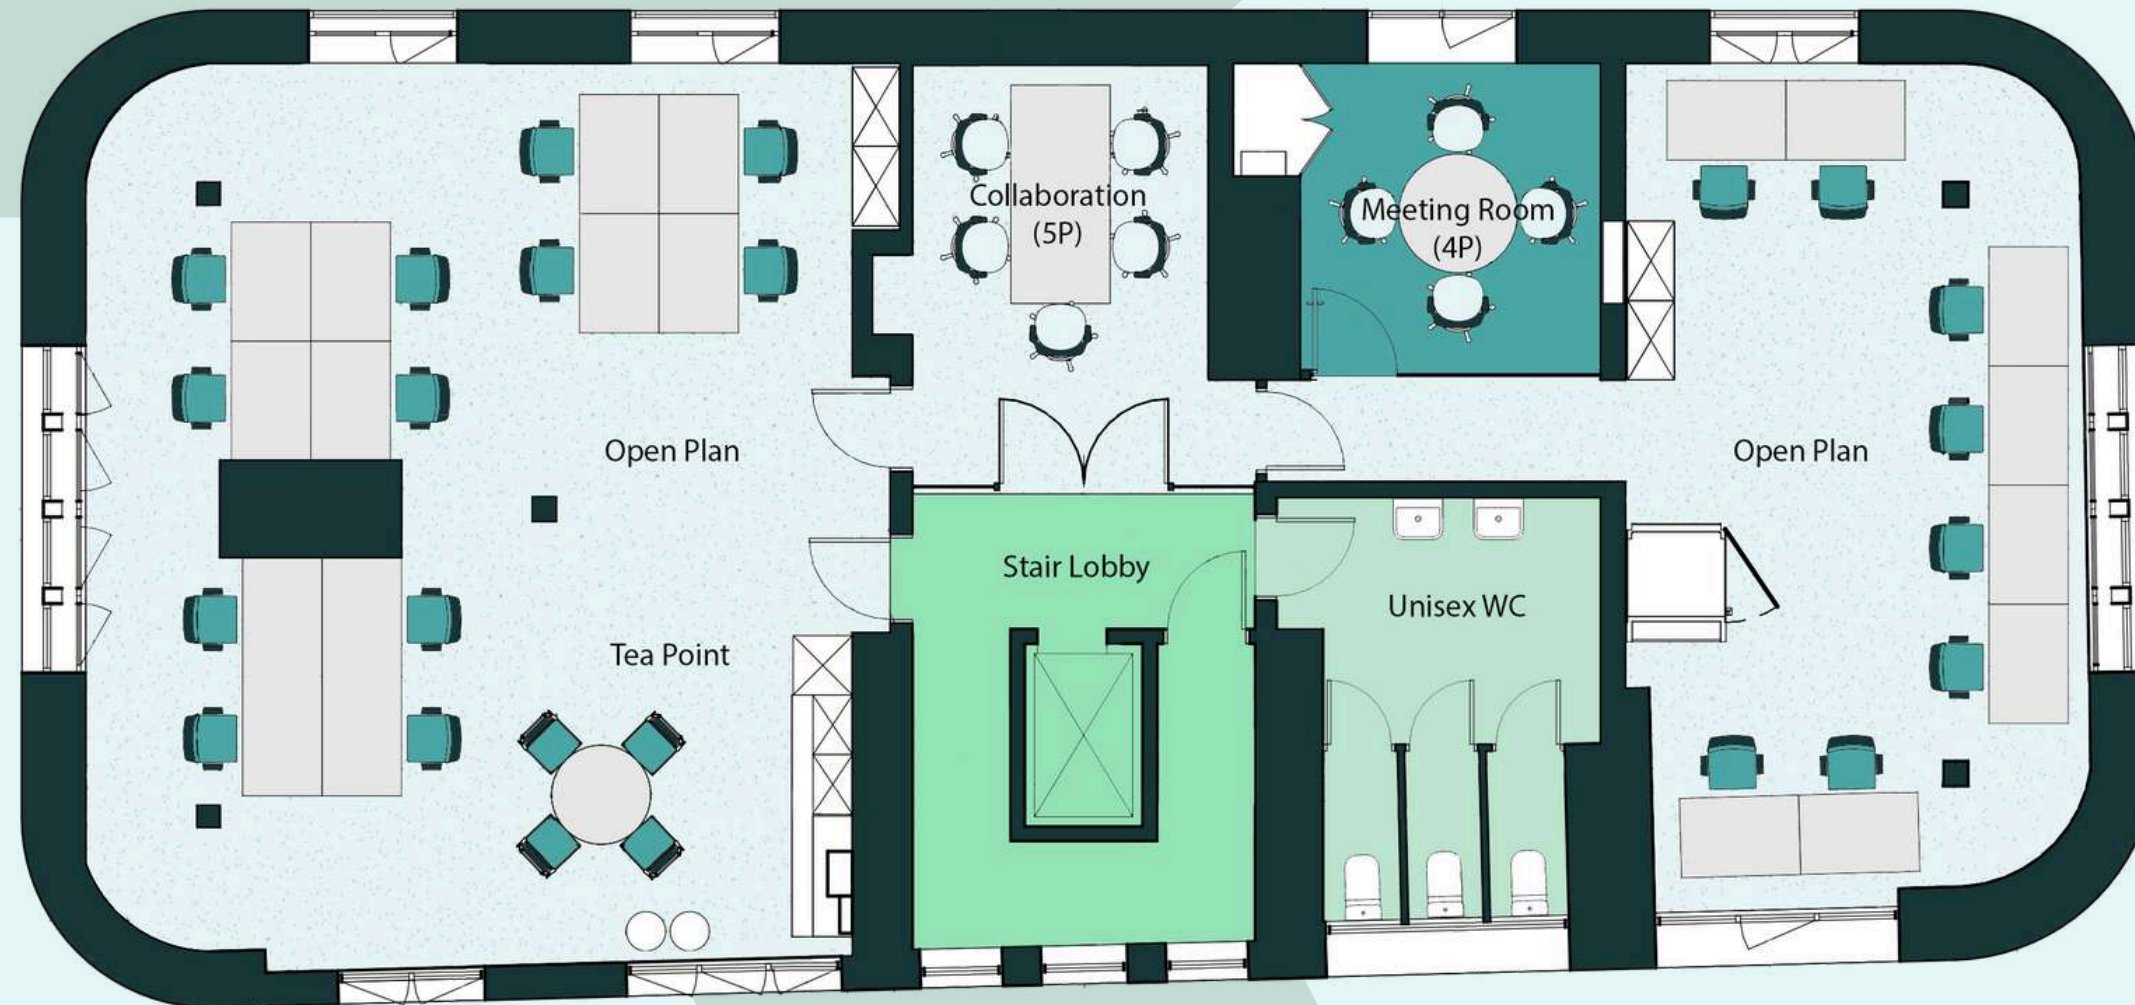 Collaboration
(5P)
Meeting Room
(4P)
Open Plan
Open Plan
Stair Lobby
Unisex WC
Tea Point